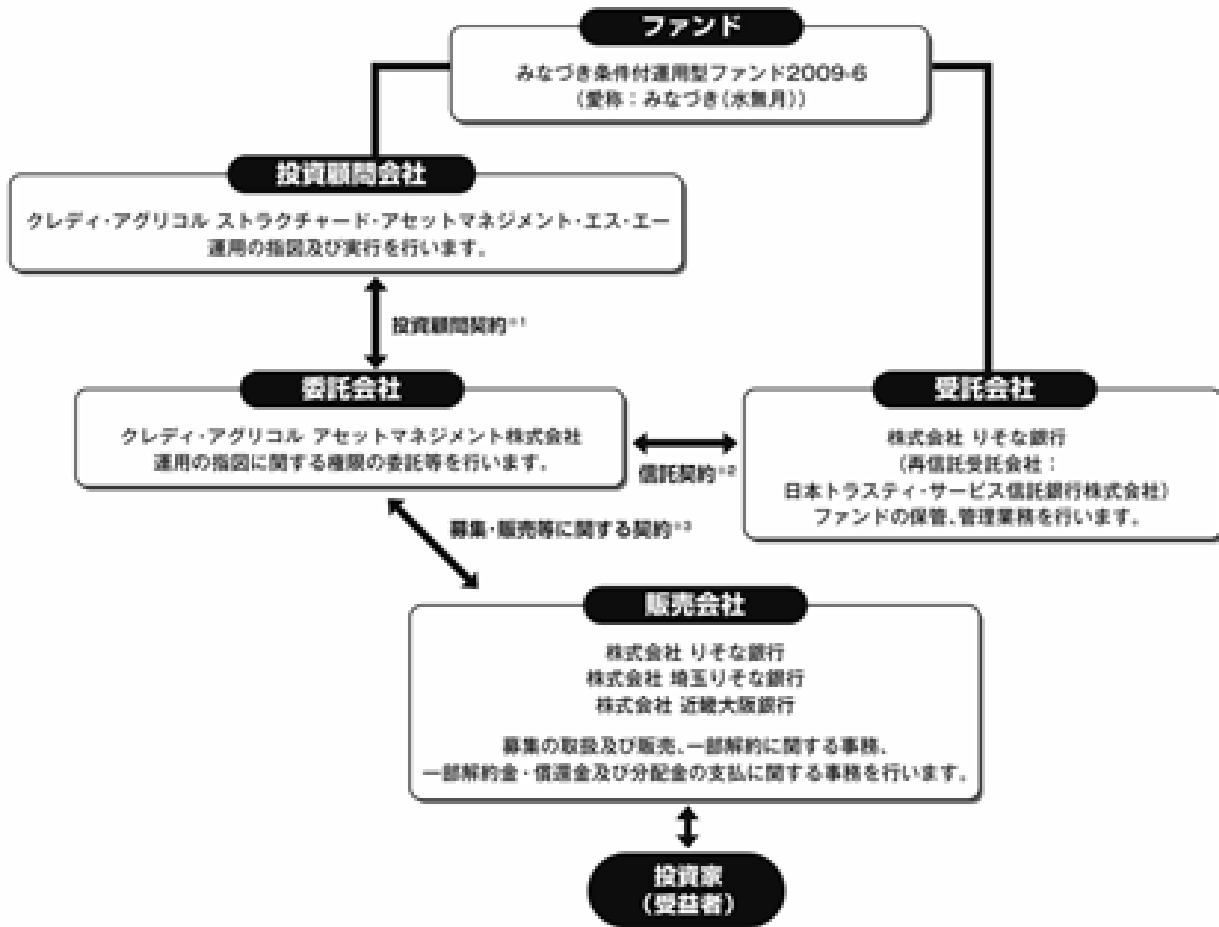 ファンド
みなづき条件付運用型ファンド2009-6
（愛称：みなづき（水無月））
投資顧問会社
クレディ・アグリコル ストラクチャード・アセットマネジメント・エス・エー
運用の指図及び実行を行います。
投資顧問契約※1
委託会社
クレディ・アグリコル アセットマネジメント株式会社
運用の指図に関する権限の委託等を行います。
信託契約※2
受託会社
株式会社 りそな銀行
（再信託受託会社：
日本トラスティ・サービス信託銀行株式会社）
ファンドの保管、管理業務を行います。
募集・販売等に関する契約※3
販売会社
株式会社 りそな銀行
株式会社 埼玉りそな銀行
株式会社 近畿大阪銀行
募集の取扱及び販売、一部解約に関する事務、
一部解約金・償還金及び分配金の支払に関する事務を行います。
投資家
（受益者）